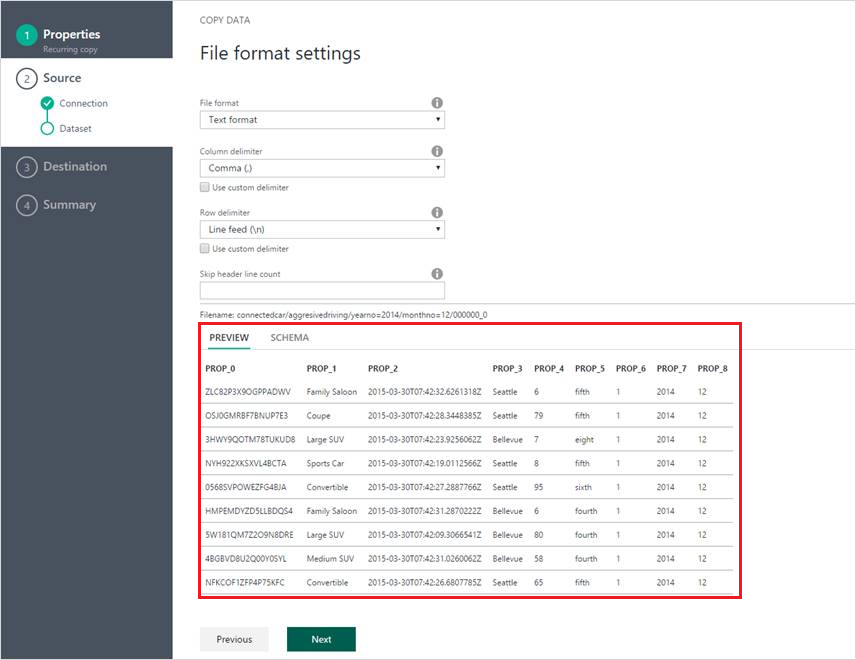 1 Properties
Recurring copy
2 Source
Connection
Dataset
3 Destination
4 Summary
COPY DATA
File format settings
File format
Text format
Column delimiter
Comma (,)
Use custom delimiter
Row delimiter
Line feed (\n)
Use custom delimiter
Skip header line count
Filename: connectedcar/aggresivedriving/yearno=2014/monthno=12/000000_0
PREVIEW SCHEMA
PROP_0 PROP_1 PROP_2 PROP_3 PROP_4 PROP_5 PROP_6 PROP_7 PROP_8
ZLC82P3X9OGPPADWV Family Saloon 2015-03-30T07:42:32.6261318Z Seattle 6 fifth 1 2014 12
OSJ0GMRBF7BNUP7E3 Coupe 2015-03-30T07:42:28.3448385Z Seattle 79 fifth 1 2014 12
3HWY9QOTM78TUKUD8 Large SUV 2015-03-30T07:42:23.9256062Z Bellevue 7 eight 1 2014 12
NYH922XKSXVL4BCTA Sports Car 2015-03-30T07:42:19.0112566Z Seattle 8 fifth 1 2014 12
0568SVPOWEZFG4BJA Convertible 2015-03-30T07:42:27.2887766Z Seattle 95 sixth 1 2014 12
HMPEMDYZD5LLBDQS4 Family Saloon 2015-03-30T07:42:31.2870222Z Bellevue 6 fourth 1 2014 12
5W181QM7Z2O9N8DRE Large SUV 2015-03-30T07:42:09.3066541Z Bellevue 80 fourth 1 2014 12
4BGBVD8U2Q00Y0SYL Medium SUV 2015-03-30T07:42:31.0260062Z Bellevue 58 fourth 1 2014 12
NFKCOF1ZFP4P75KFC Convertible 2015-03-30T07:42:26.6807785Z Seattle 65 fifth 1 2014 12
Previous Next